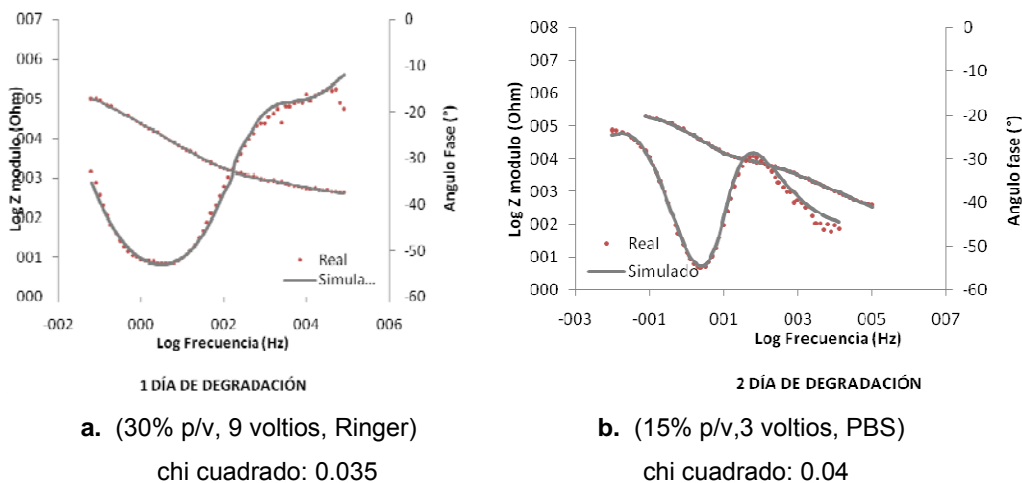 007
006
005
004
003
002
001
000
Log Z modulo (Ohm)
0
-10
-20
-30
-40
-50
-60
Angulo Fase (°)
Real
Simula...
-002
000
002
004
006
Log Frecuencia (Hz)
1 DÍA DE DEGRADACIÓN
a. (30% p/v, 9 voltios, Ringer)
chi cuadrado: 0.035
008
007
006
005
004
003
002
001
000
Log Z modulo (Ohm)
0
-10
-20
-30
-40
-50
-60
Angulo fase (°)
Real
Simulado
-003
-001
001
003
005
007
Log Frecuencia (Hz)
2 DÍA DE DEGRADACIÓN
b. (15% p/v,3 voltios, PBS)
chi cuadrado: 0.04